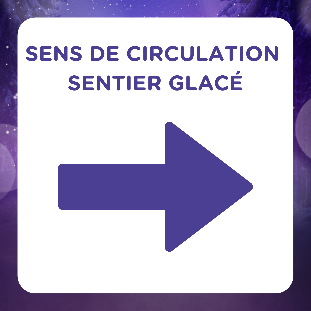 SENS DE CIRCULATION
SENTIER GLACÉ